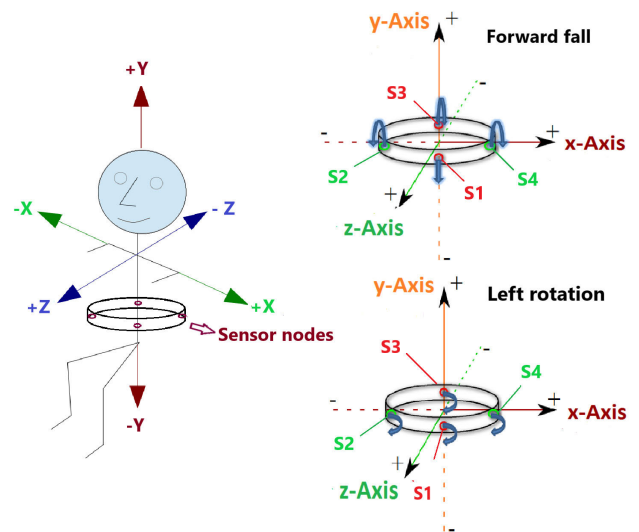 +Y
-X
- Z
+Z
+X
Sensor nodes
-Y
y-Axis
+
Forward fall
-
S3
-
+
x-Axis
S2
S1
S4
+
z-Axis
-
y-Axis
+
Left rotation
S3
-
S4
-
+
x-Axis
S2
+
z-Axis
S1
-